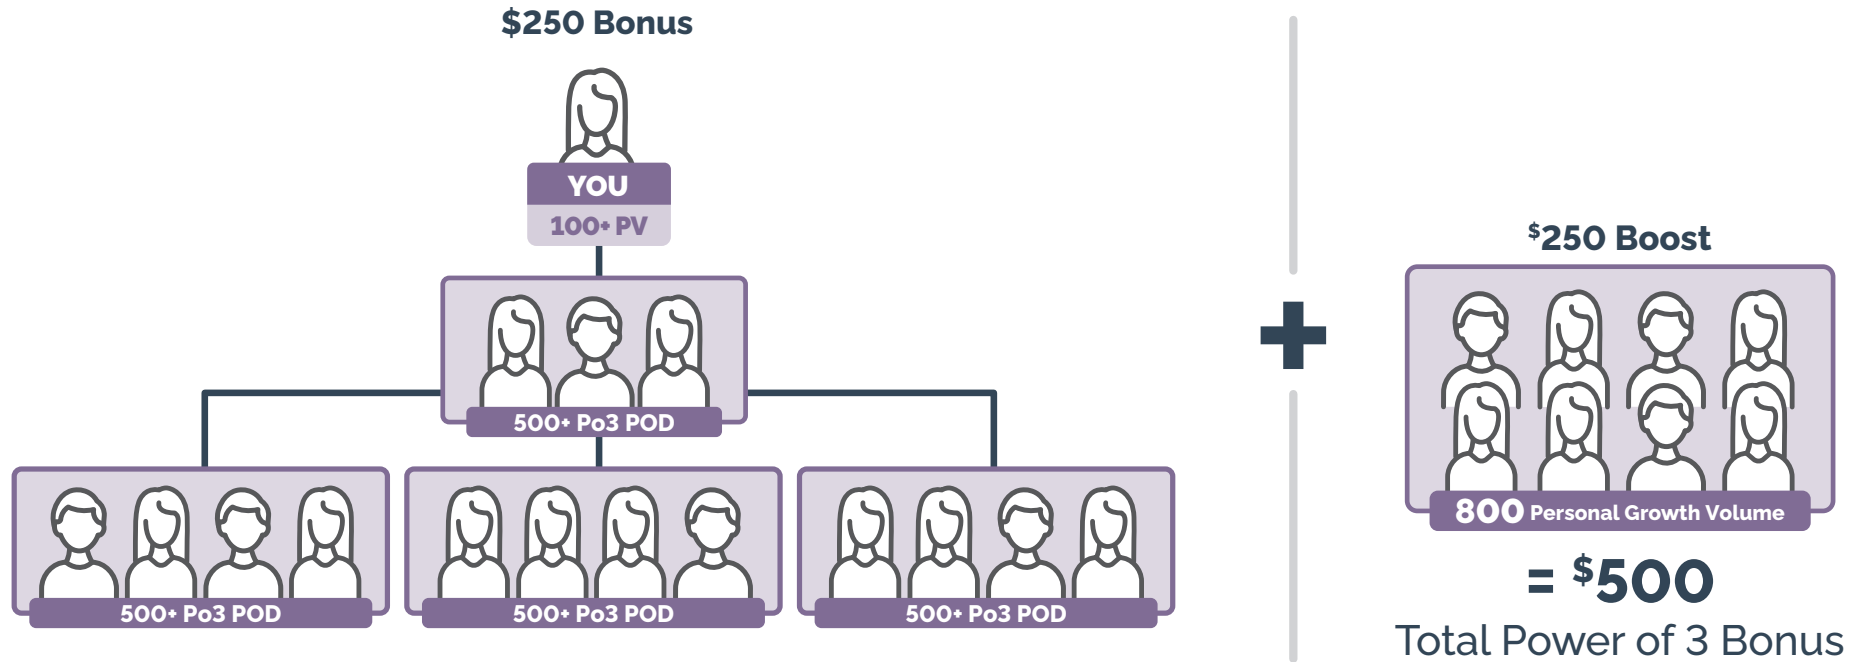 $250 Bonus
YOU
100+ PV
500+ Po3 POD
500+ Po3 POD
500+ Po3 POD
500+ Po3 POD
$250 Boost
800 Personal Growth Volume
= $500
Total Power of 3 Bonus